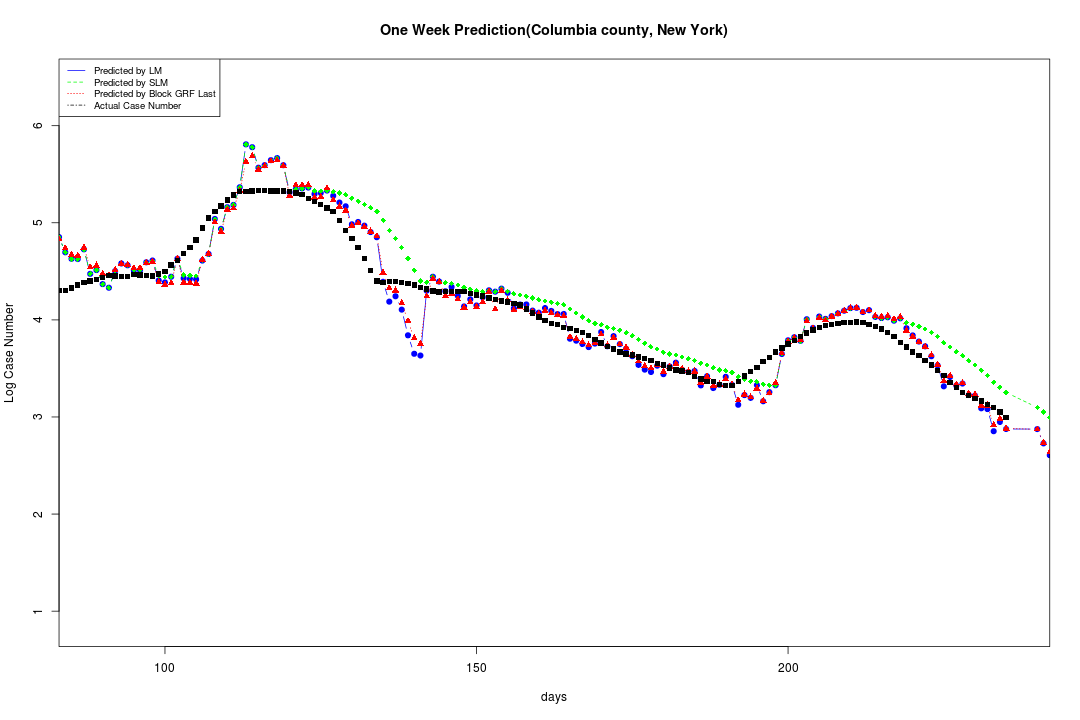 One Week Prediction(Columbia county, New York)
Predicted by LM
Predicted by SLM
Predicted by Block GRF Last
Actual Case Number
6
5
4
3
2
1
Log Case Number
100 150 200
days